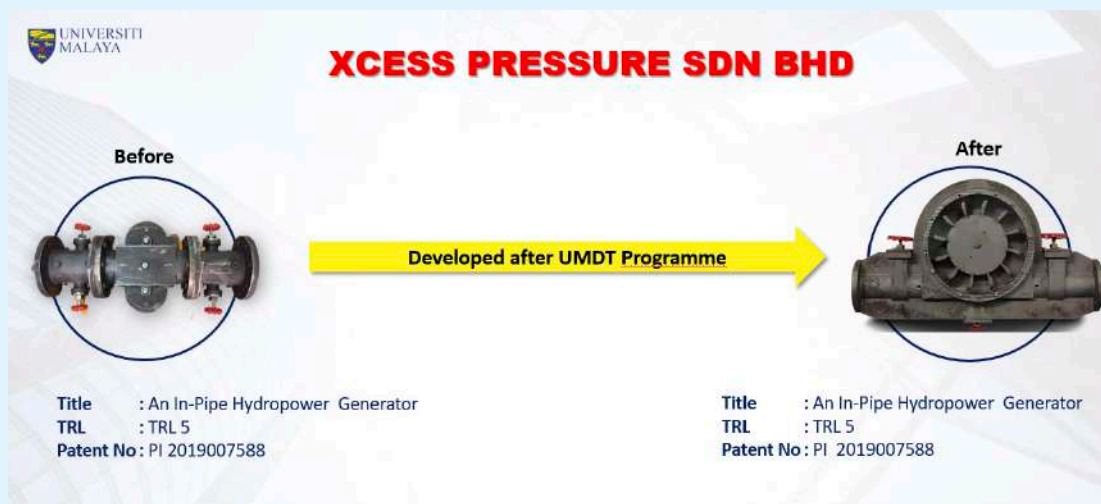 UNIVERSITI
MALAYA
XCESS PRESSURE SDN BHD
Before
After
Developed after UMDT Programme
Title : An In-Pipe Hydropower Generator
TRL : TRL 5
Patent No : PI 2019007588
Title : An In-Pipe Hydropower Generator
TRL : TRL 5
Patent No : PI 2019007588